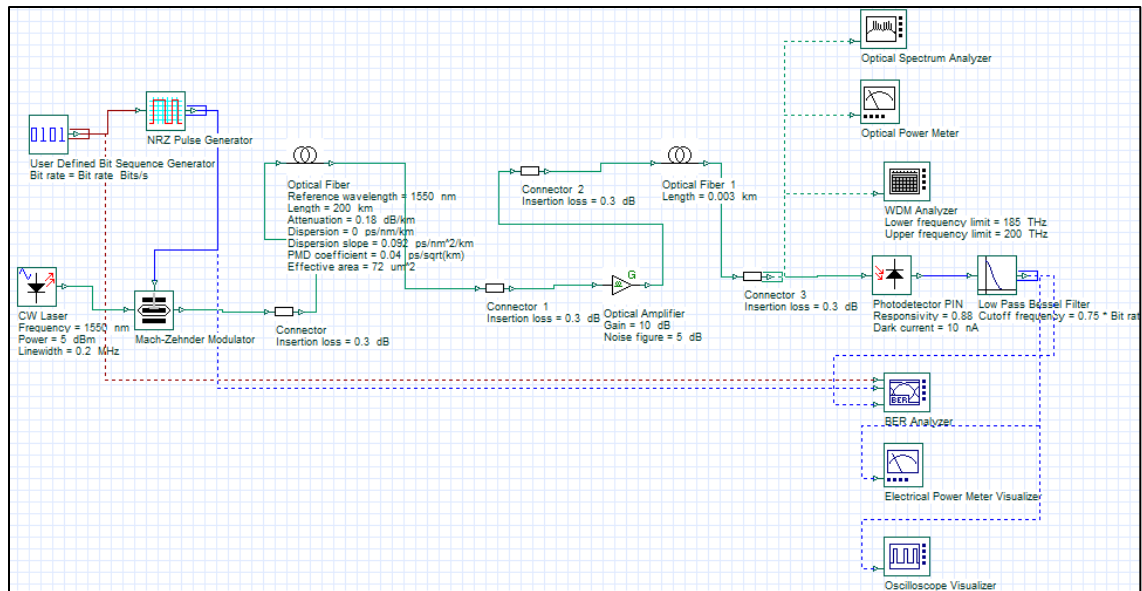 Optical Spectrum Analyzer
0101
NRZ Pulse Generator
Optical Power Meter
User Defined Bit Sequence Generator
Bit rate = Bit rate Bits/s
Optical Fiber
Reference wavelength = 1550 nm
Length = 200 km
Attenuation = 0.18 dB/km
Dispersion = 0 ps/nm/km
Dispersion slope = 0.092 ps/nm^2/km
PMD coefficient = 0.04 ps/sqrt(km)
Effective area = 72 um^2
Connector 2
Insertion loss = 0.3 dB
Optical Fiber 1
Length = 0.003 km
WDM Analyzer
Lower frequency limit = 185 THz
Upper frequency limit = 200 THz
CW Laser
Frequency = 1550 nm
Power = 5 dBm
Linewidth = 0.2 MHz
Mach-Zehnder Modulator
Connector
Insertion loss = 0.3 dB
Connector 1
Insertion loss = 0.3 dB
G
Optical Amplifier
Gain = 10 dB
Noise figure = 5 dB
Connector 3
Insertion loss = 0.3 dB
Photodetector PIN
Responsivity = 0.88
Dark current = 10 nA
Low Pass Bessel Filter
Cutoff frequency = 0.75 * Bit rat
BER
BER Analyzer
Electrical Power Meter Visualizer
Oscilloscope Visualizer